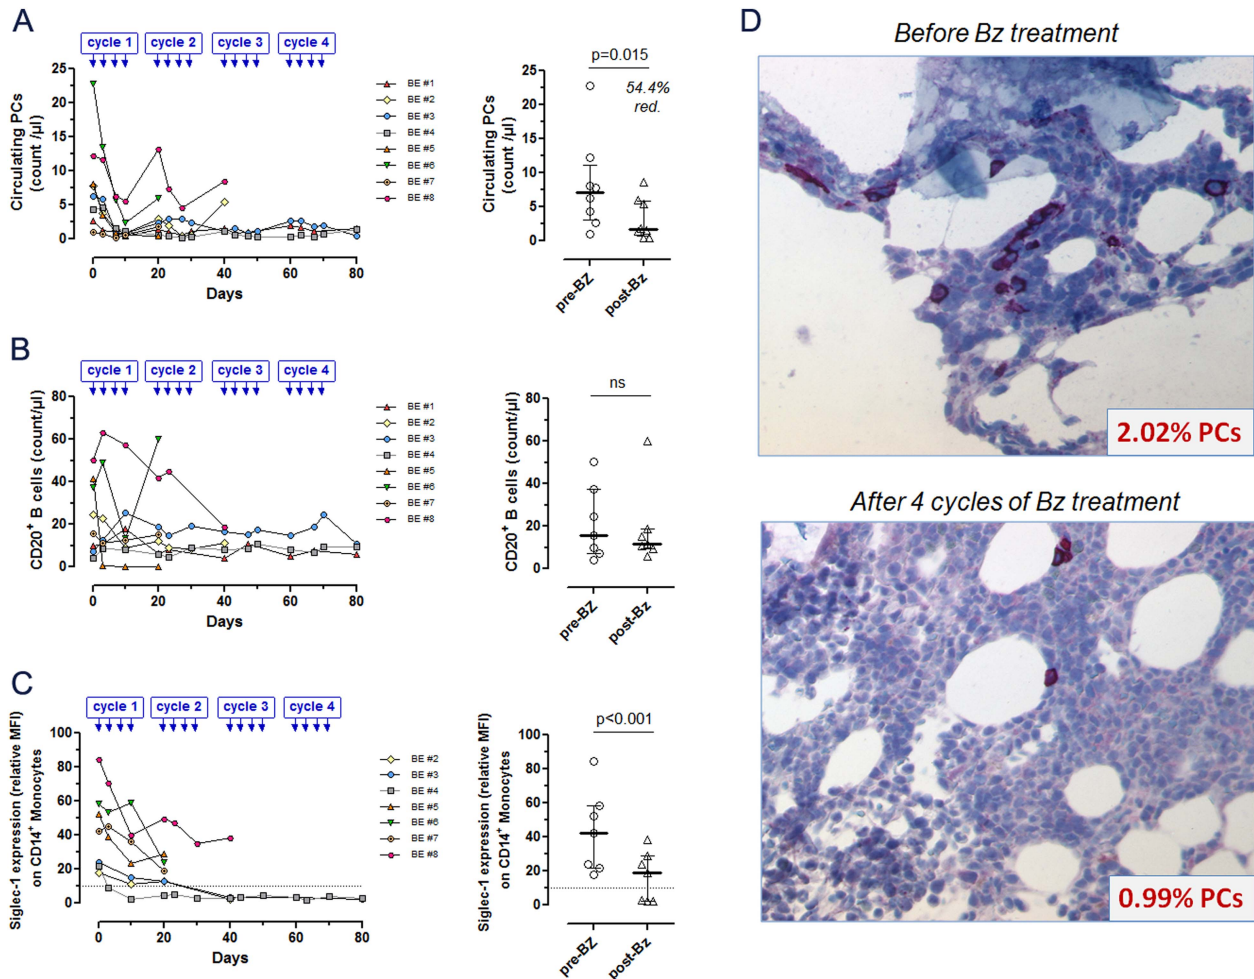 A
cycle 1 cycle 2 cycle 3 cycle 4
Circulating PCs
(count /µl)
25
20
15
10
5
0
0 20 40 60 80
Days
BE #1
BE #2
BE #3
BE #4
BE #5
BE #6
BE #7
BE #8
p=0.015
54.4%
red.
Circulating PCs
(count /µl)
25
20
15
10
5
0
pre-BZ post-Bz
B
cycle 1 cycle 2 cycle 3 cycle 4
CD20+ B cells (count/µl)
80
60
40
20
0
0 20 40 60 80
Days
BE #1
BE #2
BE #3
BE #4
BE #5
BE #6
BE #7
BE #8
ns
CD20+ B cells (count/µl)
80
60
40
20
0
pre-BZ post-Bz
C
cycle 1 cycle 2 cycle 3 cycle 4
Siglec-1 expression (relative MFI)
on CD14+ Monocytes
100
80
60
40
20
0
0 20 40 60 80
Days
BE #2
BE #3
BE #4
BE #5
BE #6
BE #7
BE #8
p<0.001
Siglec-1 expression (relative MFI)
on CD14+ Monocytes
100
80
60
40
20
0
pre-BZ post-Bz
D
Before Bz treatment
2.02% PCs
After 4 cycles of Bz treatment
0.99% PCs